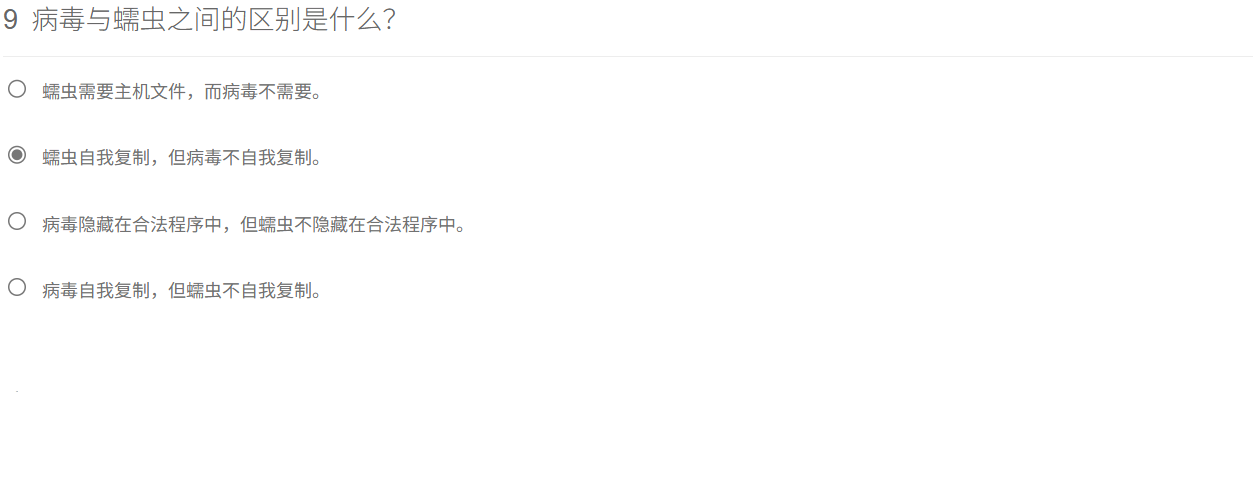 9 病毒与蠕虫之间的区别是什么？
蠕虫需要主机文件，而病毒不需要。
蠕虫自我复制，但病毒不自我复制。
病毒隐藏在合法程序中，但蠕虫不隐藏在合法程序中。
病毒自我复制，但蠕虫不自我复制。